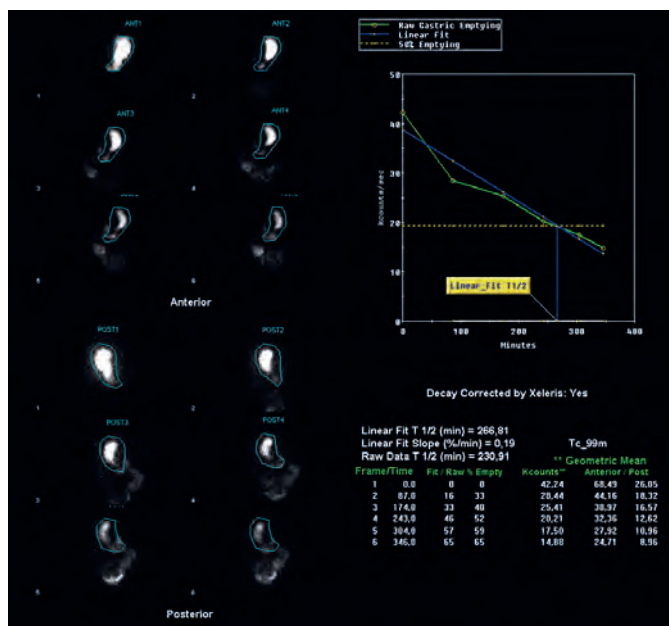 ANT1 ANT2
1 2
ANT3 ANT4
3 4
5 6
Anterior
POST1 POST2
1 2
POST3 POST4
3 4
5 6
Posterior
Raw Gastric Emptying
Linear Fit
50% Emptying
50
40
30
20
10
0
Kcounts/sec
Linear_Fit T1/2
0 100 200 300 400
Minutes
Decay Corrected by Xeleris: Yes
Linear Fit T 1/2 (min) = 266,81
Linear Fit Slope (%/min) = 0,19 Tc_99m
Raw Data T 1/2 (min) = 230,91
** Geometric Mean
Frame/Time Fit / Raw % Empty Kcounts** Anterior / Post
1 0.0 0 0 42,24 68,49 26,05
2 87.0 16 33 28,44 44,16 18,32
3 174.0 33 40 25,41 38,97 16,57
4 243.0 46 52 20,21 32,36 12,62
5 304.0 57 59 17,50 27,92 10,96
6 346.0 65 65 14,88 24,71 8,96